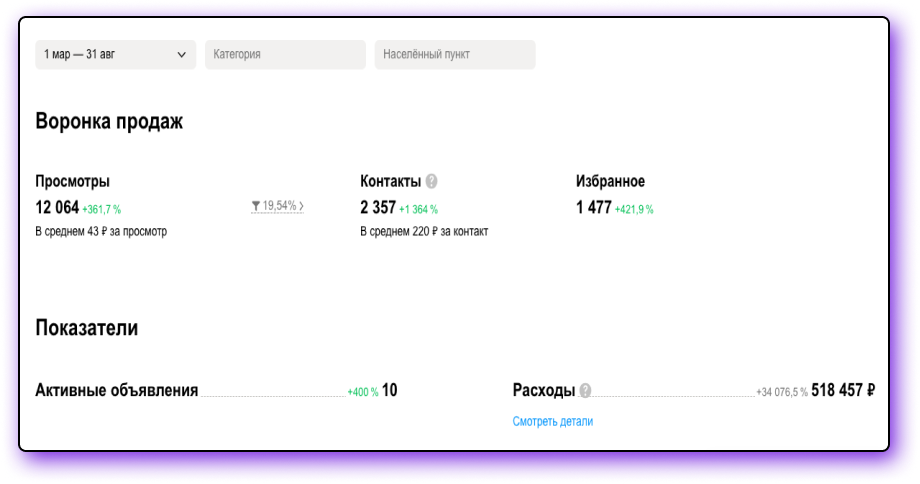 1 мар — 31 авг Категория Населённый пункт
Воронка продаж
Просмотры Контакты ? Избранное
12 064 +361,7 % 19,54% > 2 357 +1 364 % 1 477 +421,9 %
В среднем 43 ₽ за просмотр В среднем 220 ₽ за контакт
Показатели
Активные объявления +400 % 10 Расходы ? +34 076,5 % 518 457 ₽
Смотреть детали